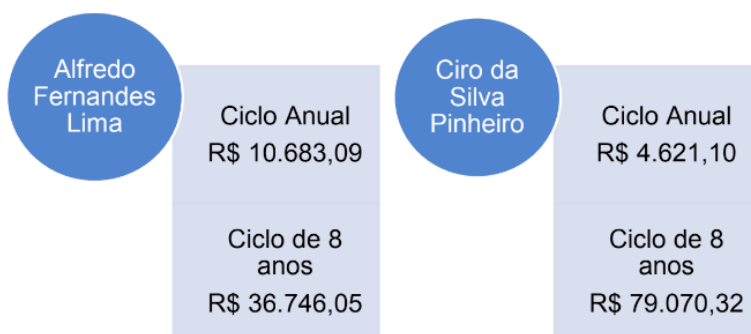 Alfredo
Fernandes
Lima
Ciclo Anual
R$ 10.683,09
Ciclo de 8
anos
R$ 36.746,05
Ciro da
Silva
Pinheiro
Ciclo Anual
R$ 4.621,10
Ciclo de 8
anos
R$ 79.070,32